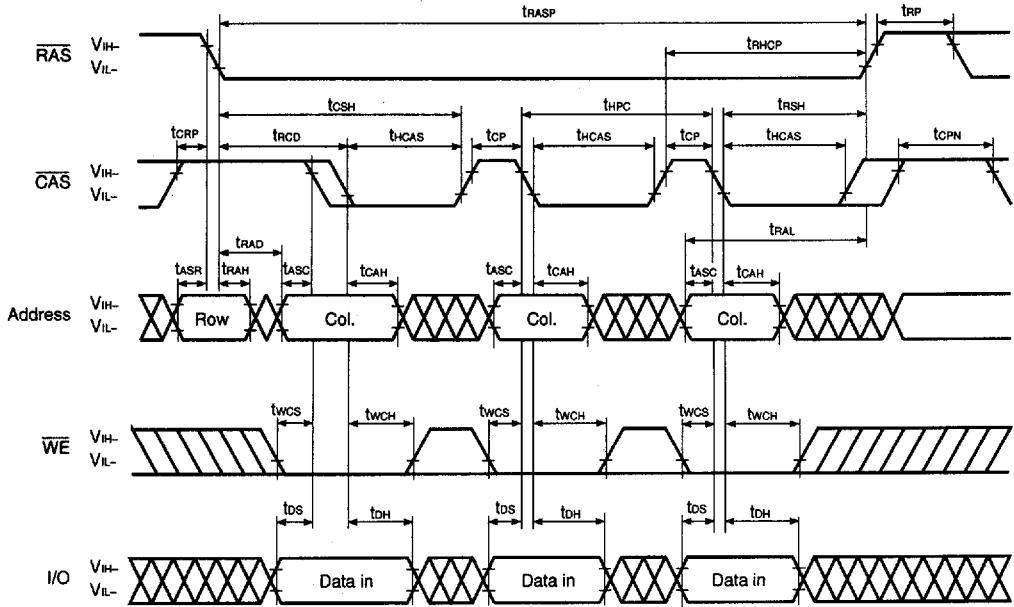 tRASP tRP
RAS VIH– VIL– tRHCP
tCSH tHPC tRSH
tCRP tRCD tHCAS tCP tHCAS tCP tHCAS tCPN
CAS VIH– VIL–
tRAD tRAL
tASR tRAH tASC tCAH tASC tCAH tASC tCAH
Address VIH– VIL– Row Col. Col. Col.
tWCS tWCH tWCS tWCH tWCS tWCH
WE VIH– VIL–
tDS tDH tDS tDH tDS tDH
I/O VIH– VIL– Data in Data in Data in